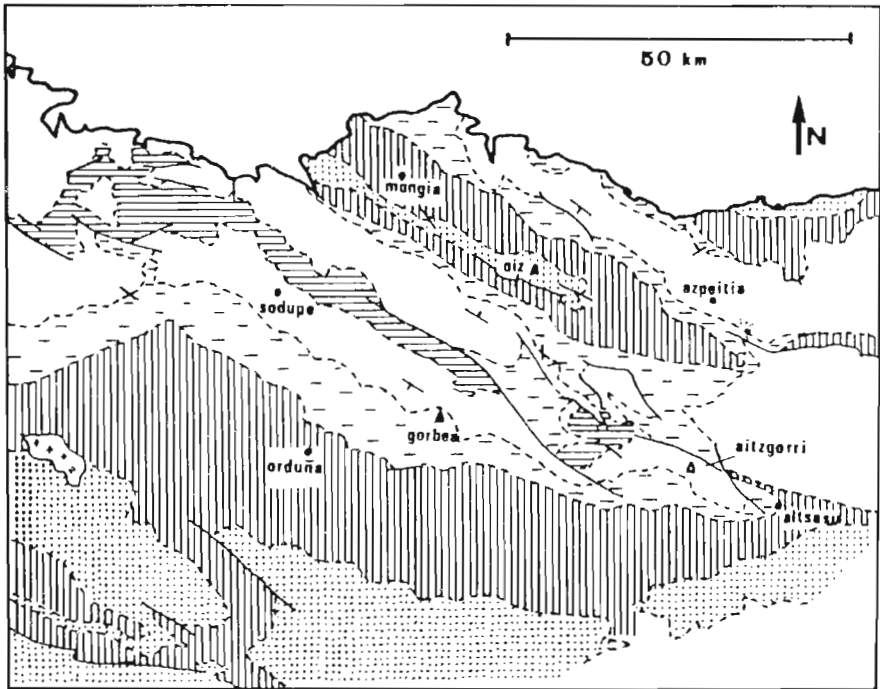 50 km
N
mungia
oiz
azpeitia
sodupe
gorbea
aitzgorri
orduña
altsasu